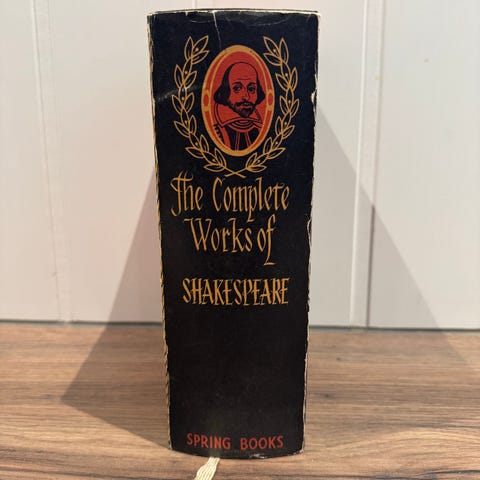 The Complete
Works of
SHAKESPEARE
SPRING BOOKS